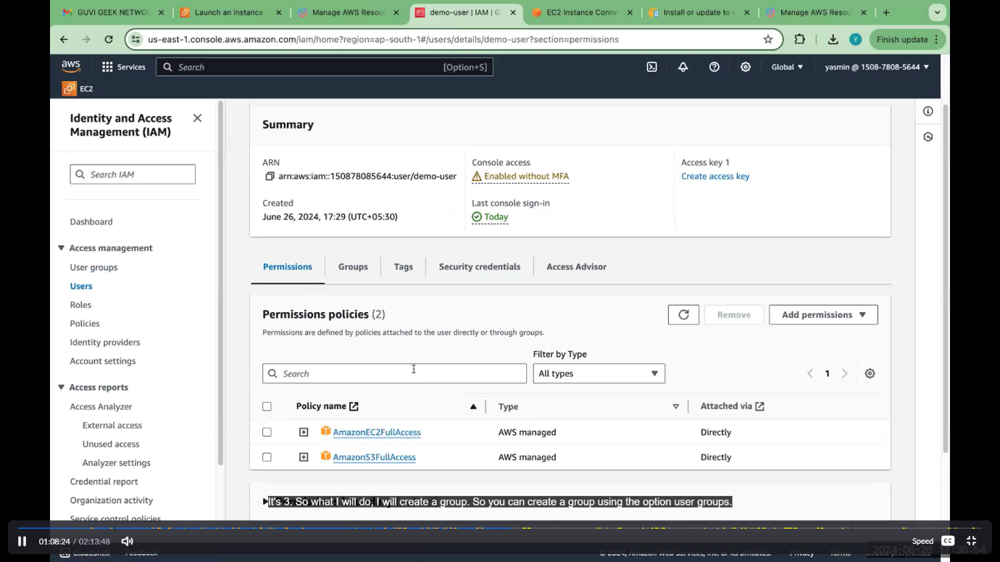 GUVI GEEK NETWO
Launch an instance
Manage AWS Resou
demo-user | IAM | G
EC2 Instance Conne
Install or update to t
Manage AWS Resou
us-east-1.console.aws.amazon.com/iam/home?region=ap-south-1#/users/details/demo-user?section=permissions
Y
Finish update
aws
Services
Search
[Option+S]
Global
yasmin @ 1508-7808-5644
EC2
Identity and Access
Management (IAM)
Search IAM
Dashboard
Access management
User groups
Users
Roles
Policies
Identity providers
Account settings
Access reports
Access Analyzer
External access
Unused access
Analyzer settings
Credential report
Organization activity
Service control policies
Summary
ARN
arn:aws:iam::150878085644:user/demo-user
Console access
Enabled without MFA
Access key 1
Create access key
Created
June 26, 2024, 17:29 (UTC+05:30)
Last console sign-in
Today
Permissions
Groups
Tags
Security credentials
Access Advisor
Permissions policies (2)
Remove
Add permissions
Permissions are defined by policies attached to the user directly or through groups.
Filter by Type
Search
All types
1
Policy name
Type
Attached via
AmazonEC2FullAccess
AWS managed
Directly
AmazonS3FullAccess
AWS managed
Directly
It's 3. So what I will do, I will create a group. So you can create a group using the option user groups.
01:08:24 / 02:13:48
Speed
CC
CloudShell
Feedback
© 2024, Amazon Web Services, Inc. or its affiliates.
Privacy
Terms
Cookie preferences
2024-06-26 17:36:54